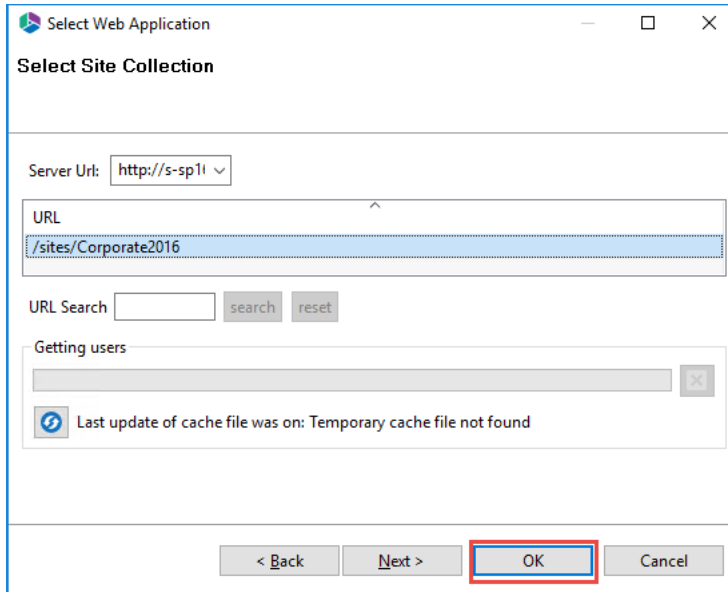 Select Web Application
Select Site Collection
Server Url: http://s-sp1
URL
/sites/Corporate2016
URL Search search reset
Getting users
Last update of cache file was on: Temporary cache file not found
< Back Next > OK Cancel